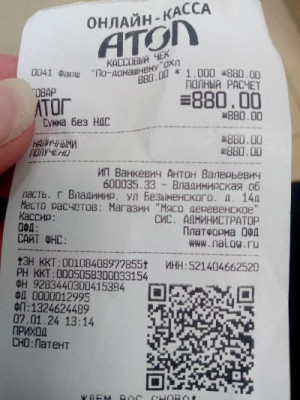 ОНЛАЙН-КАССА
АТОЛ
КАССОВЫЙ ЧЕК
0041 Фарш "По-домашнему"охл
880.00 * 1.000 =880.00
ПОЛНЫЙ РАСЧЕТ
ТОВАР
ИТОГ =880.00
Сумма без НДС =880.00
НАЛИЧНЫМИ =880.00
ПОЛУЧЕНО =880.00
ИП Ванкевич Антон Валерьевич
600035.33 - Владимирская об
ласть. г Владимир. ул Безыменского. д. 14д
Место расчетов: Магазин "Мясо деревенское"
Кассир: СИС. АДМИНИСТРАТОР
ОФД: Платформа ОФД
САЙТ ФНС: www.nalog.ru
ЗН ККТ:00108408977855 ИНН:521404662520
РН ККТ:0005058300033154
ФН 9283440300415384
ФД 0000012995
ФП:1324624489
07.01.24 13:14
ПРИХОД
СНО:Патент
ЖДЕМ ВАС СНОВА!